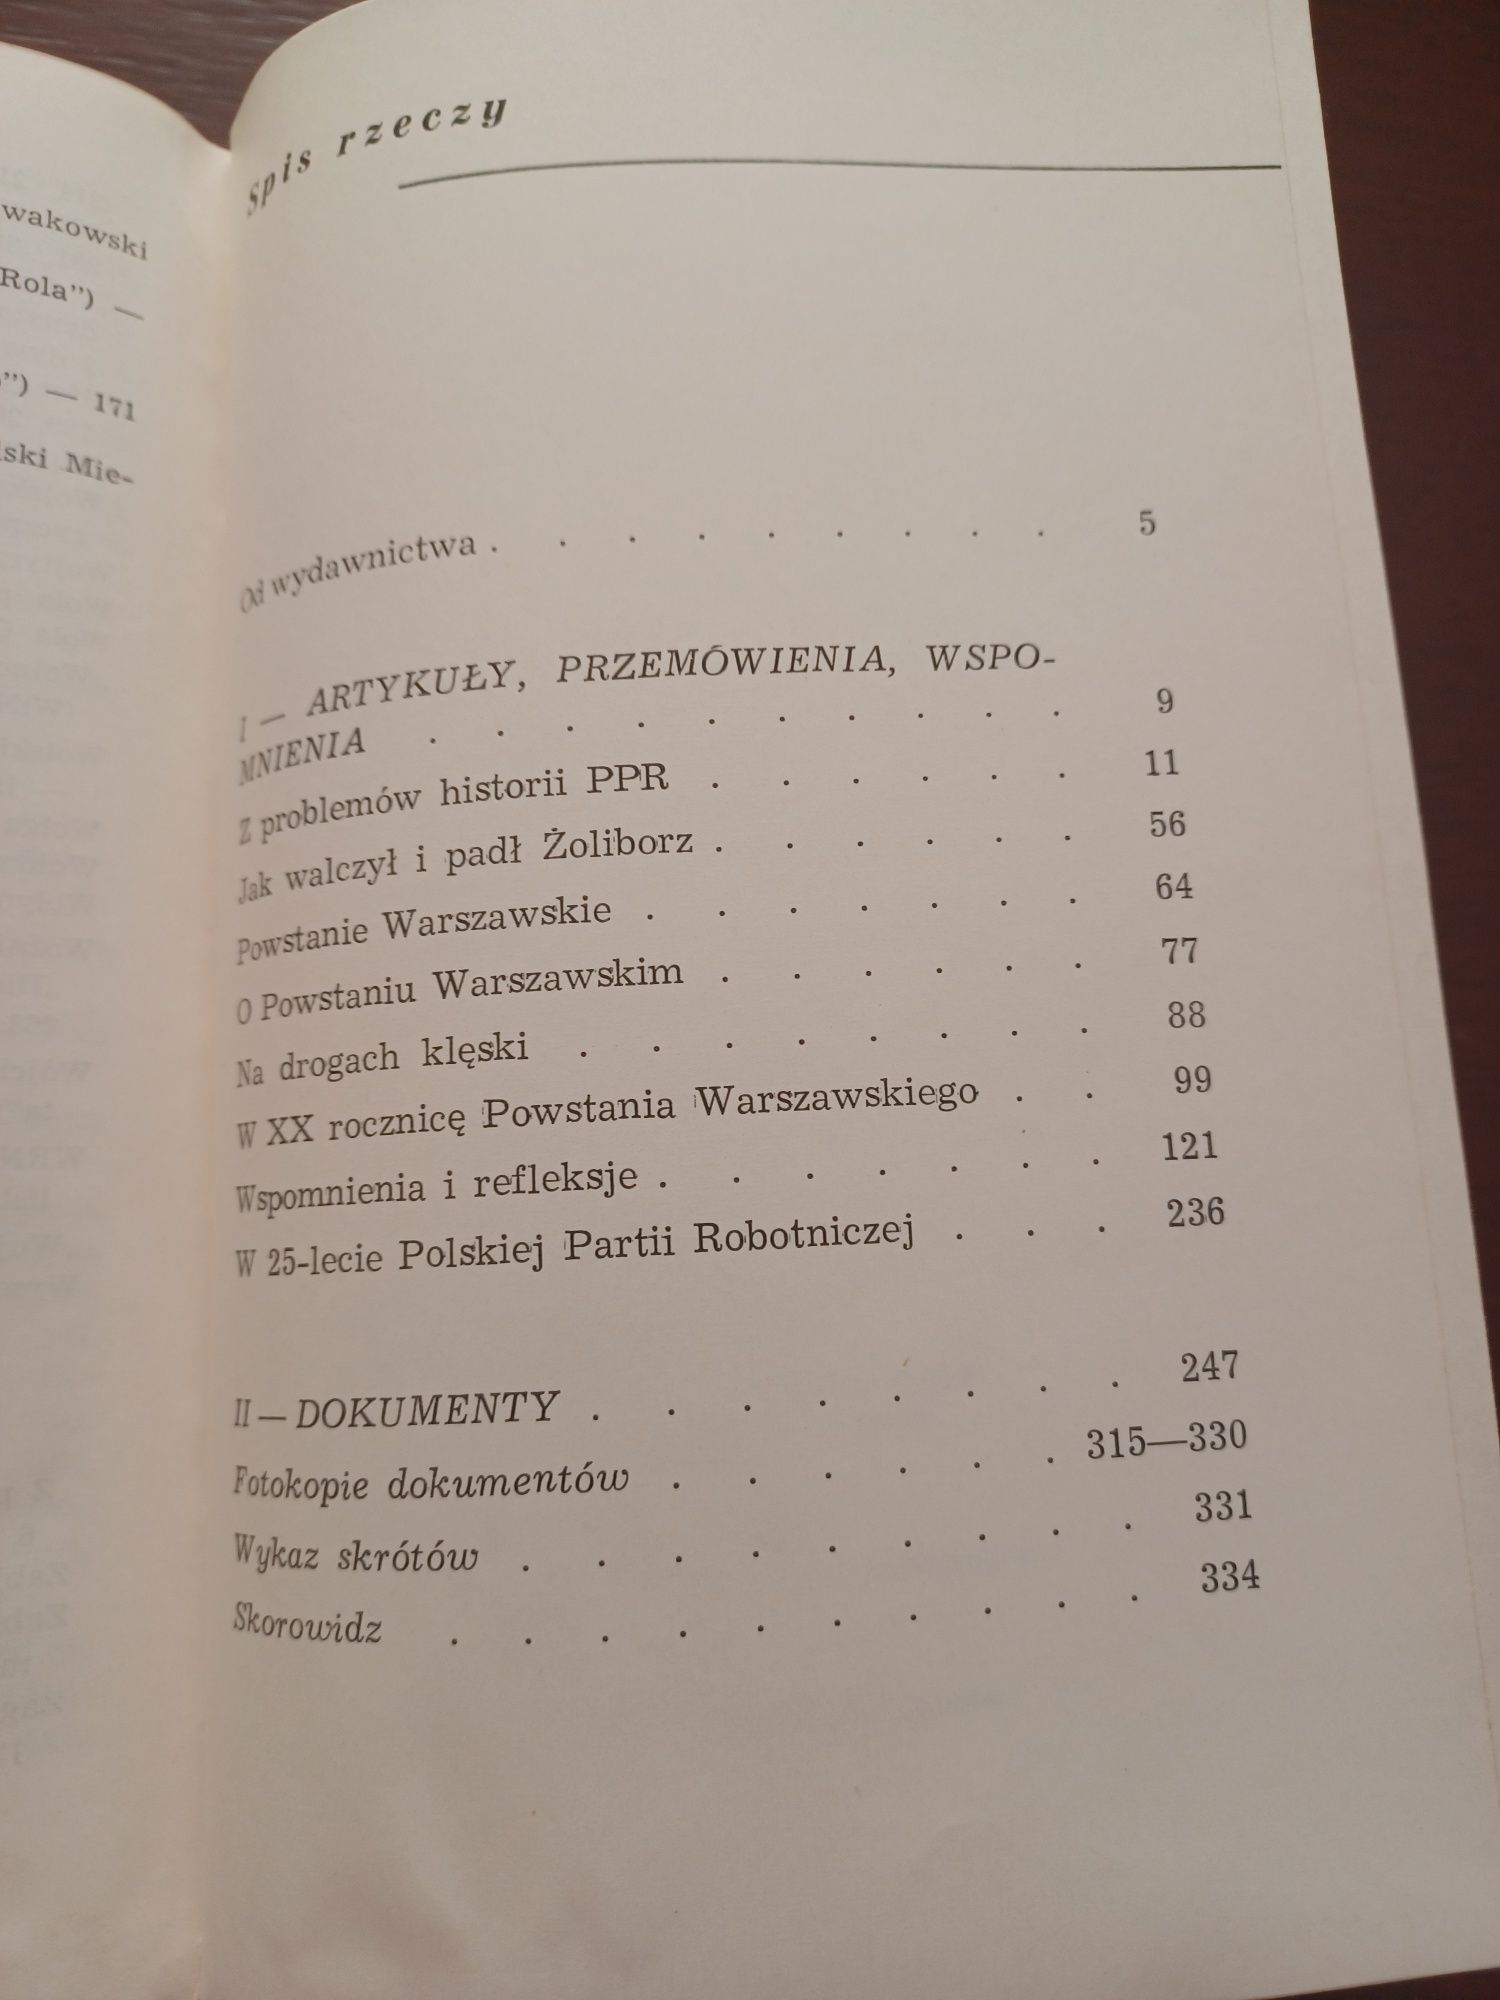 wakowski
Rola”) —
”) — 171
ski Mie-
Spis rzeczy
Od wydawnictwa . . . . . . . . . 5
I — ARTYKUŁY, PRZEMÓWIENIA, WSPO-
MNIENIA . . . . . . . . . . 9
Z problemów historii PPR . . . . . . 11
Jak walczył i padł Żoliborz . . . . . . 56
Powstanie Warszawskie . . . . . . . 64
O Powstaniu Warszawskim . . . . . . 77
Na drogach klęski . . . . . . . . 88
W XX rocznicę Powstania Warszawskiego . . 99
Wspomnienia i refleksje . . . . . . . 121
W 25-lecie Polskiej Partii Robotniczej . . . 236
II — DOKUMENTY . . . . . . . . 247
Fotokopie dokumentów . . . . . . 315—330
Wykaz skrótów . . . . . . . . . 331
Skorowidz . . . . . . . . . . 334